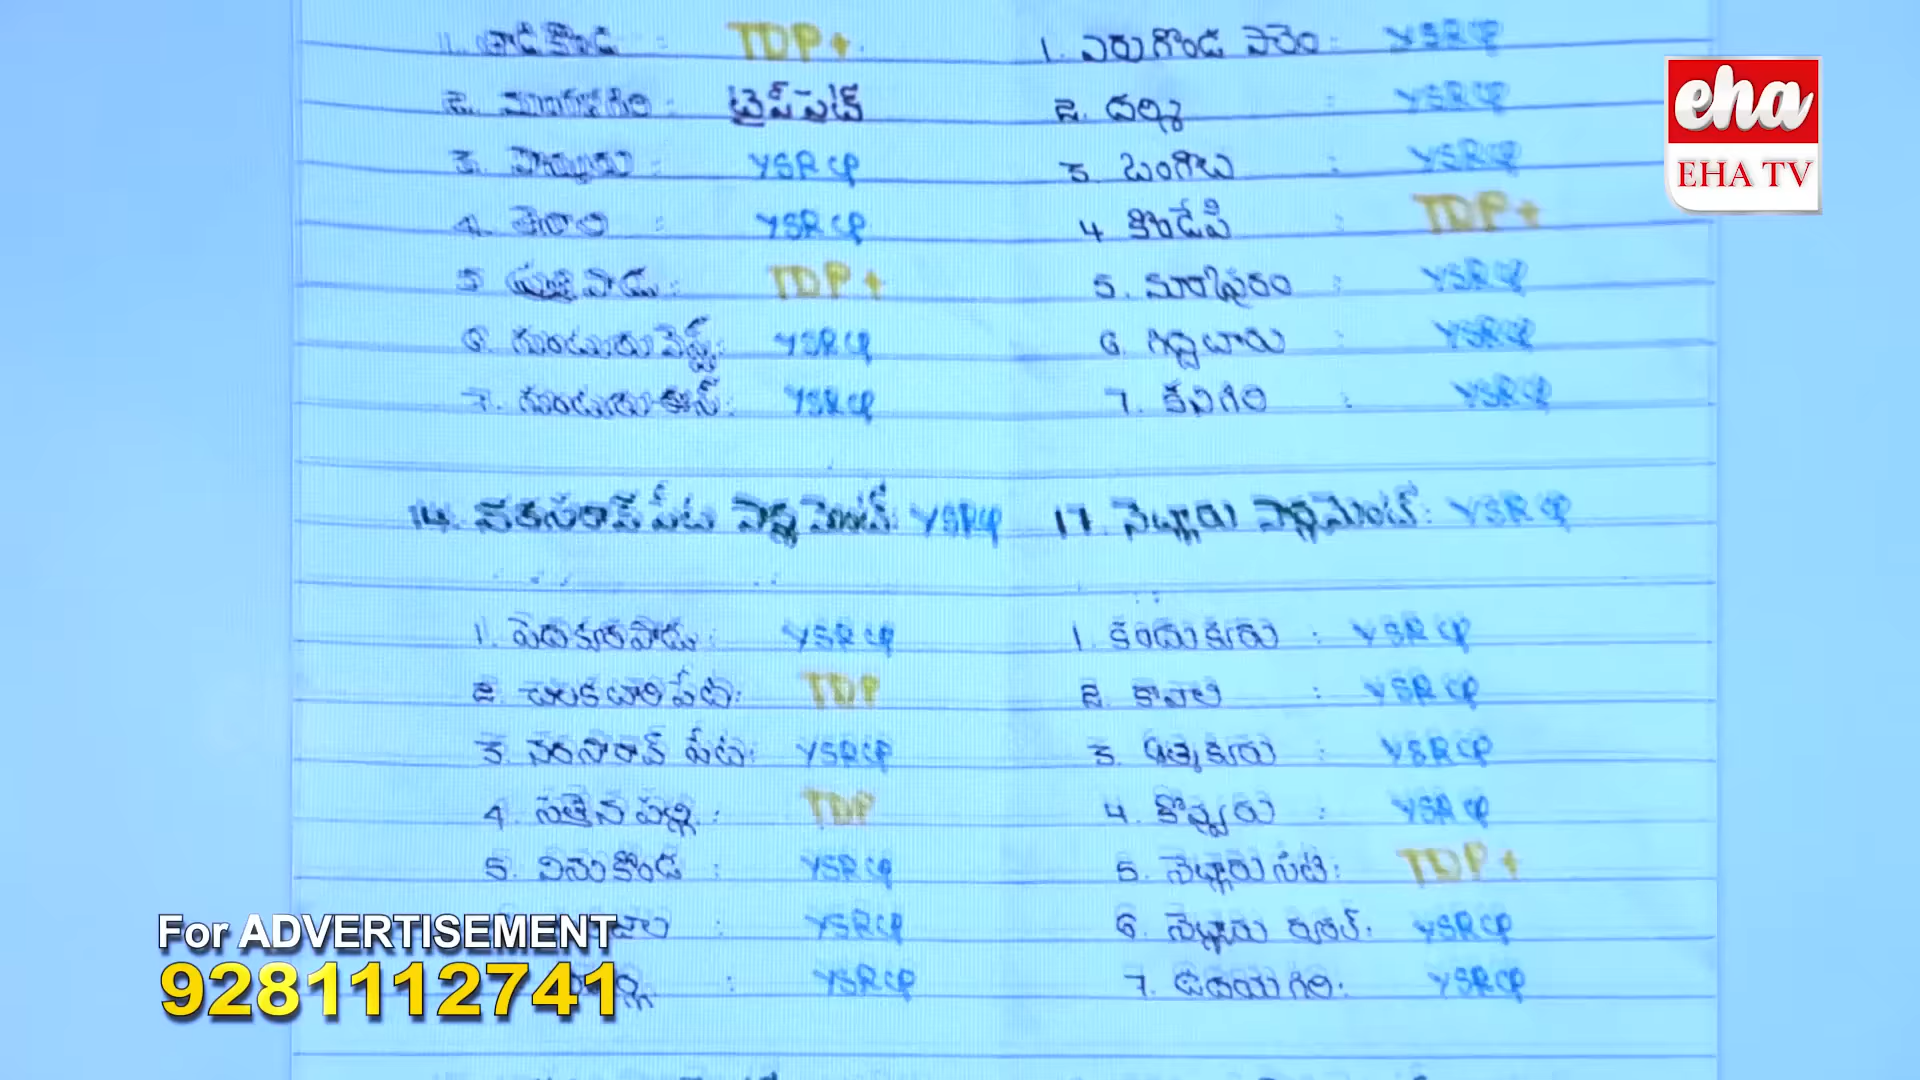 1. తాడికొండ : TDP+
2. మంగళగిరి : టైట్ ఫైట్
3. పొన్నూరు : YSRCP
4. తెనాలి : YSRCP
5. ప్రత్తిపాడు : TDP+
6. గుంటూరు వెస్ట్ : YSRCP
7. గుంటూరు ఈస్ట్ : YSRCP
14. నరసరావ్ పేట పార్లమెంట్ : YSRCP
1. పెదకూరపాడు : YSRCP
2. చిలకలూరి పేట : TDP
3. నరసారావ్ పేట : YSRCP
4. సత్తెనపల్లి : TDP
5. వినుకొండ : YSRCP
: YSRCP
: YSRCP
1. ఎర్రగొండ పాలెం : YSRCP
2. దర్శి : YSRCP
3. ఒంగోలు : YSRCP
4 కొండేపి : TDP+
5. మార్కాపురం : YSRCP
6. గిద్దలూరు : YSRCP
7. కనిగిరి : YSRCP
17. నెల్లూరు పార్లమెంట్ : YSRCP
1. కందుకూరు : YSRCP
2. కావలి : YSRCP
3. ఆత్మకూరు : YSRCP
4. కొవ్వూరు : YSRCP
5. నెల్లూరు సిటి : TDP+
6. నెల్లూరు రూరల్ : YSRCP
7. ఉదయగిరి : YSRCP
eha
EHA TV
For ADVERTISEMENT
9281112741